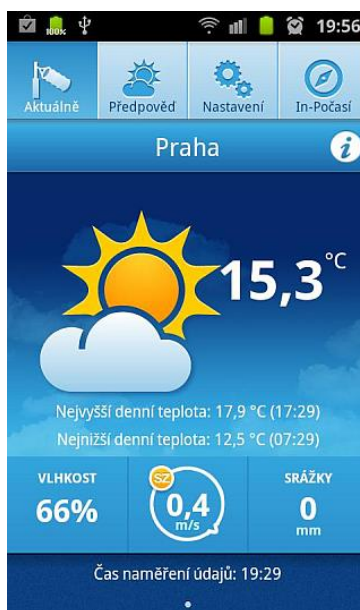 100%
19:56
Aktuálně
Předpověď
Nastavení
In-Počasí
Praha
i
15,3 °C
Nejvyšší denní teplota: 17,9 °C (17:29)
Nejnižší denní teplota: 12,5 °C (07:29)
VLHKOST
66%
SZ
0,4
m/s
SRÁŽKY
0
mm
Čas naměření údajů: 19:29